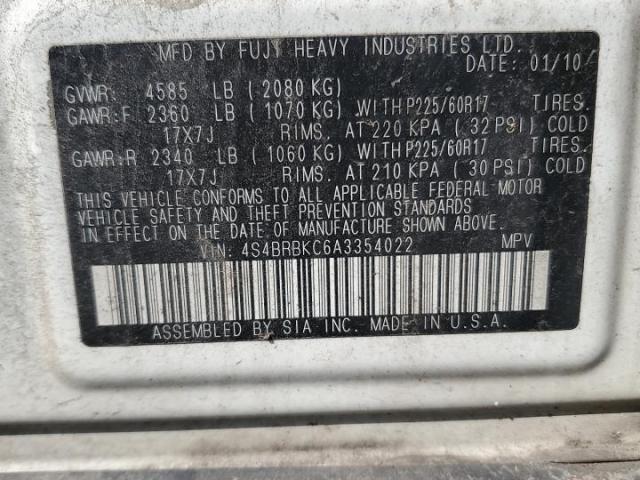 MFD BY FUJI HEAVY INDUSTRIES LTD.
DATE: 01/10
GVWR: 4585 LB (2080 KG)
GAWR:F 2360 LB (1070 KG) WITH P225/60R17 TIRES.
17X7J RIMS. AT 220 KPA (32 PSI) COLD
GAWR:R 2340 LB (1060 KG) WITH P225/60R17 TIRES.
17X7J RIMS. AT 210 KPA (30 PSI) COLD
THIS VEHICLE CONFORMS TO ALL APPLICABLE FEDERAL MOTOR
VEHICLE SAFETY AND THEFT PREVENTION STANDARDS
IN EFFECT ON THE DATE OF MANUFACTURE SHOWN ABOVE.
VIN: 4S4BRBKC6A3354022 MPV
ASSEMBLED BY SIA INC. MADE IN U.S.A.